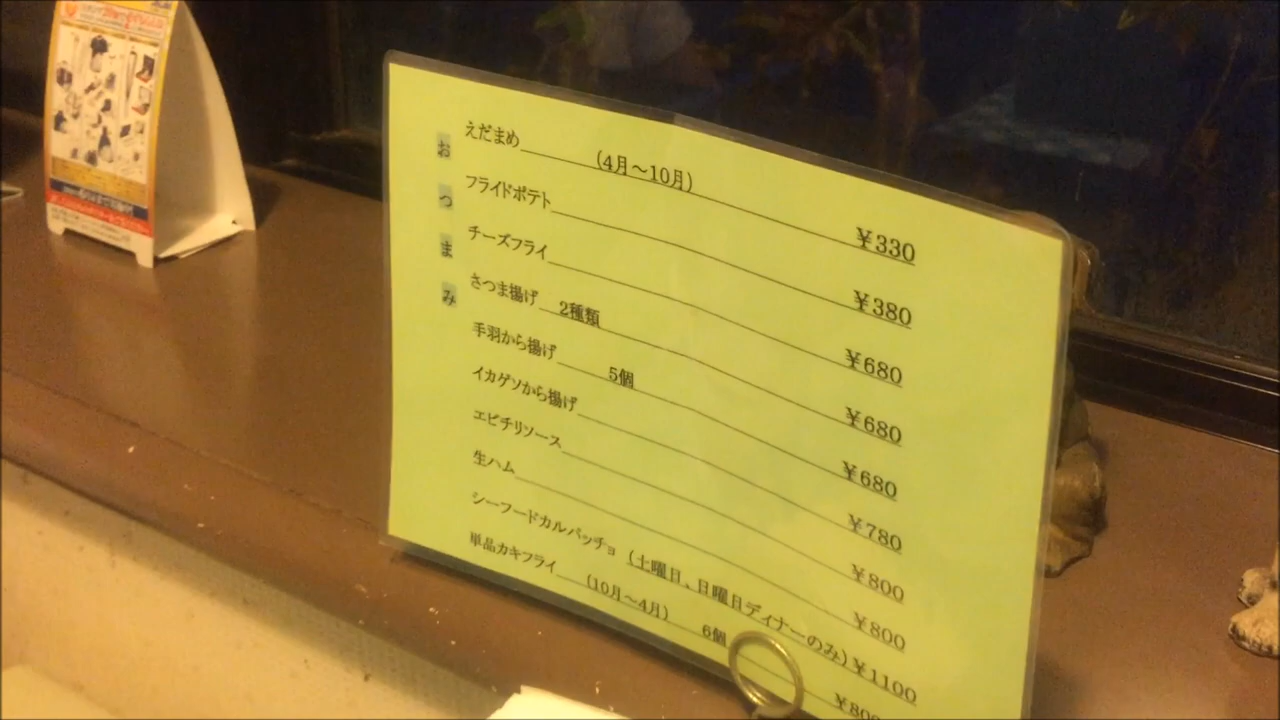 おつまみ
えだまめ (4月～10月) ￥330
フライドポテト ￥380
チーズフライ ￥680
さつま揚げ 2種類 ￥680
手羽から揚げ 5個 ￥680
イカゲソから揚げ ￥780
エビチリソース ￥800
生ハム ￥800
シーフードカルパッチョ (土曜日、日曜日ディナーのみ) ￥1100
単品カキフライ (10月～4月) 6個 ￥800